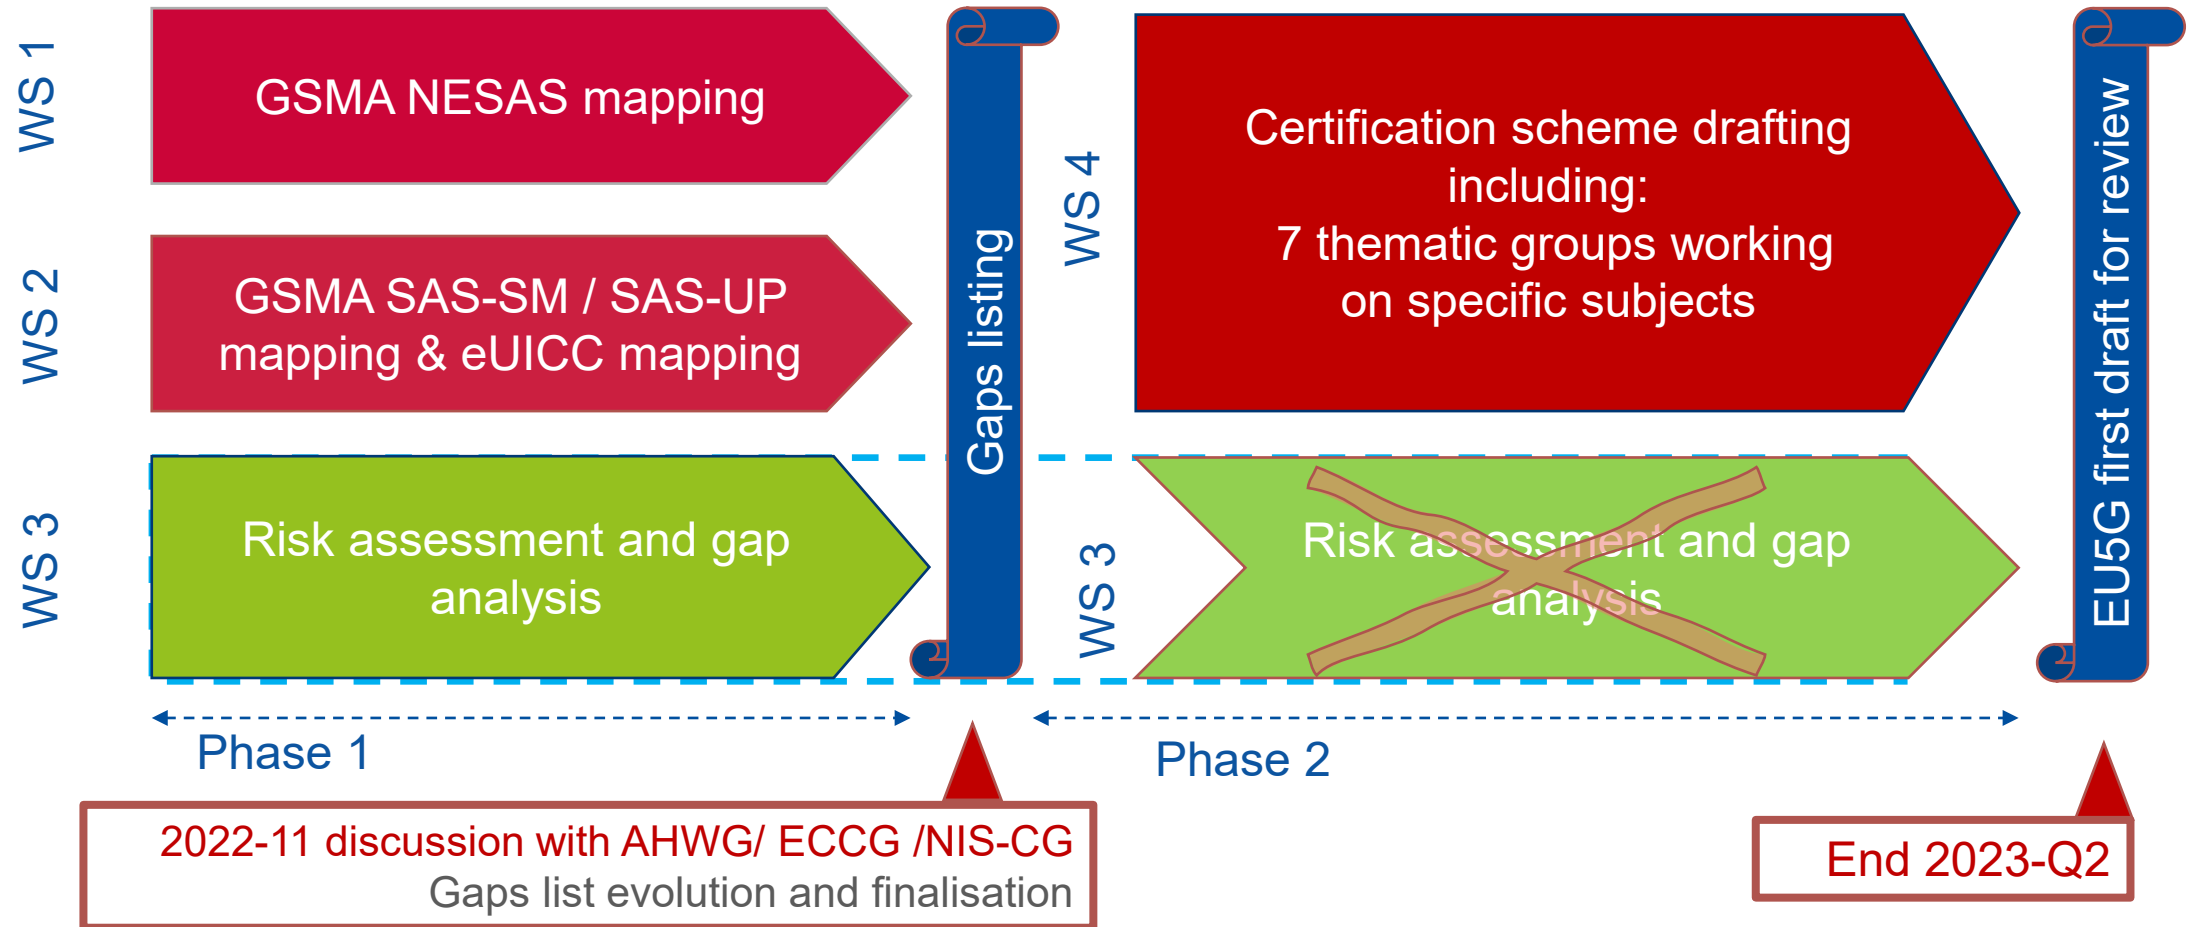 WS 1
GSMA NESAS mapping
WS 2
GSMA SAS-SM / SAS-UP
mapping & eUICC mapping
WS 3
Risk assessment and gap
analysis
Gaps listing
WS 4
Certification scheme drafting
including:
7 thematic groups working
on specific subjects
WS 3
Risk assessment and gap
analysis
EU5G first draft for review
Phase 1
Phase 2
2022-11 discussion with AHWG/ ECCG /NIS-CG
Gaps list evolution and finalisation
End 2023-Q2